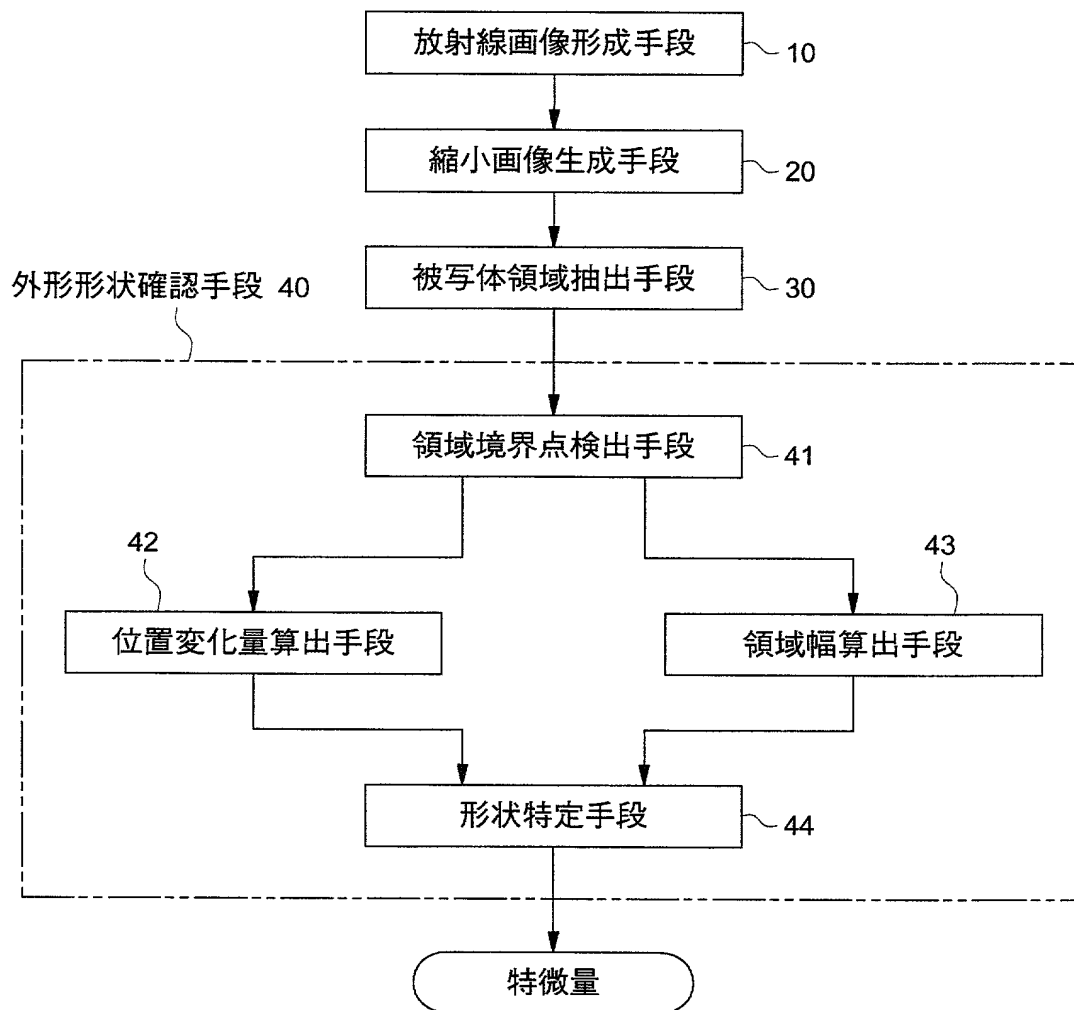 放射線画像形成手段
10
縮小画像生成手段
20
被写体領域抽出手段
30
外形形状確認手段 40
領域境界点検出手段
41
42
43
位置変化量算出手段
領域幅算出手段
形状特定手段
44
特微量